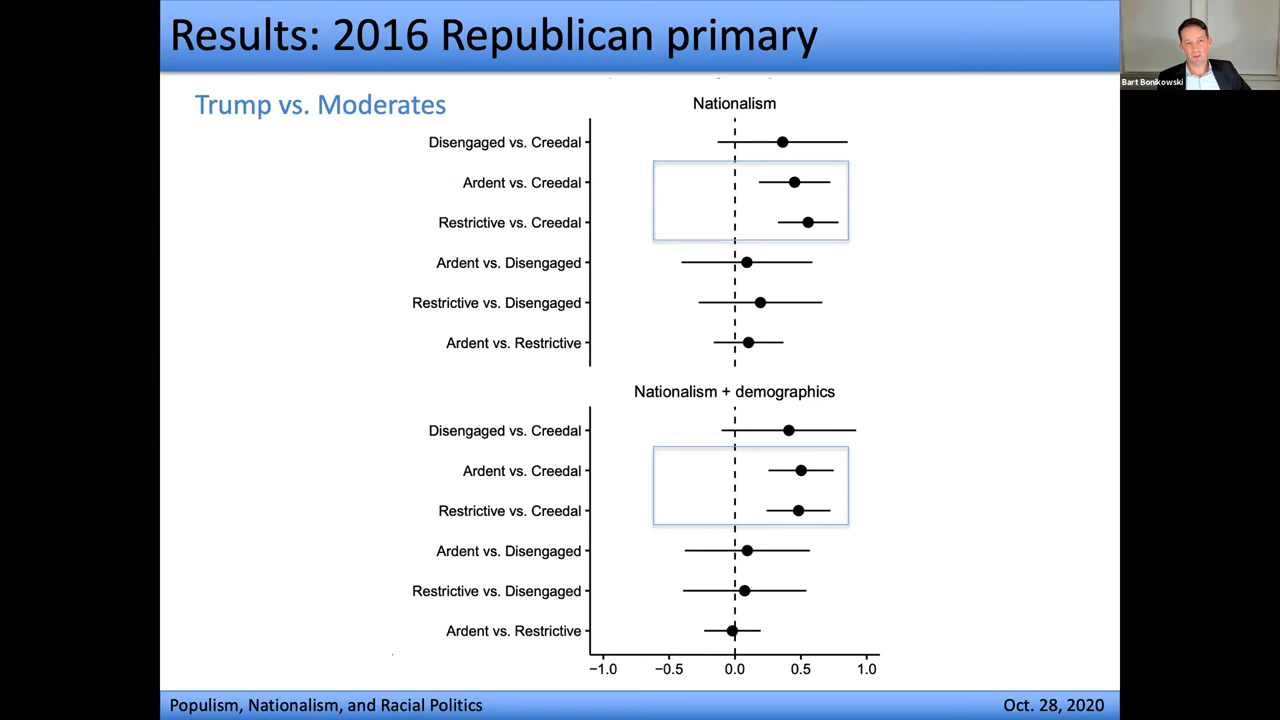 Results: 2016 Republican primary
Bart Bonikowski
Trump vs. Moderates
Nationalism
Disengaged vs. Creedal
Ardent vs. Creedal
Restrictive vs. Creedal
Ardent vs. Disengaged
Restrictive vs. Disengaged
Ardent vs. Restrictive
Nationalism + demographics
Disengaged vs. Creedal
Ardent vs. Creedal
Restrictive vs. Creedal
Ardent vs. Disengaged
Restrictive vs. Disengaged
Ardent vs. Restrictive
−1.0 −0.5 0.0 0.5 1.0
Populism, Nationalism, and Racial Politics Oct. 28, 2020